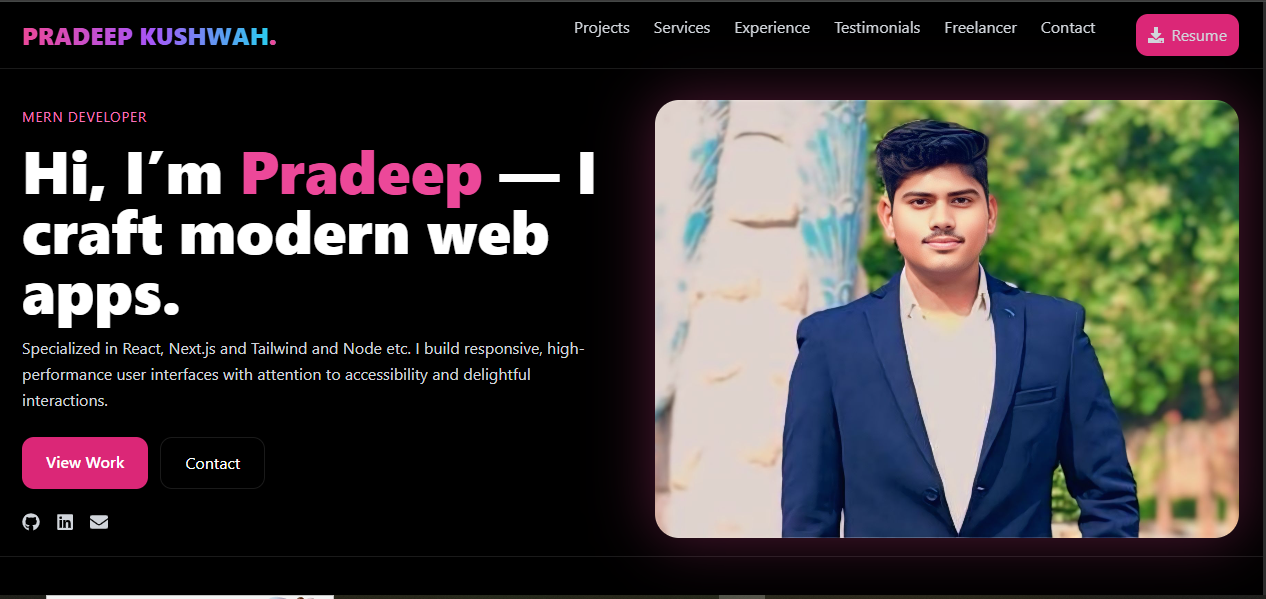 PRADEEP KUSHWAH.
Projects Services Experience Testimonials Freelancer Contact Resume
MERN DEVELOPER
Hi, I’m Pradeep — I
craft modern web
apps.
Specialized in React, Next.js and Tailwind and Node etc. I build responsive, high-
performance user interfaces with attention to accessibility and delightful
interactions.
View Work Contact